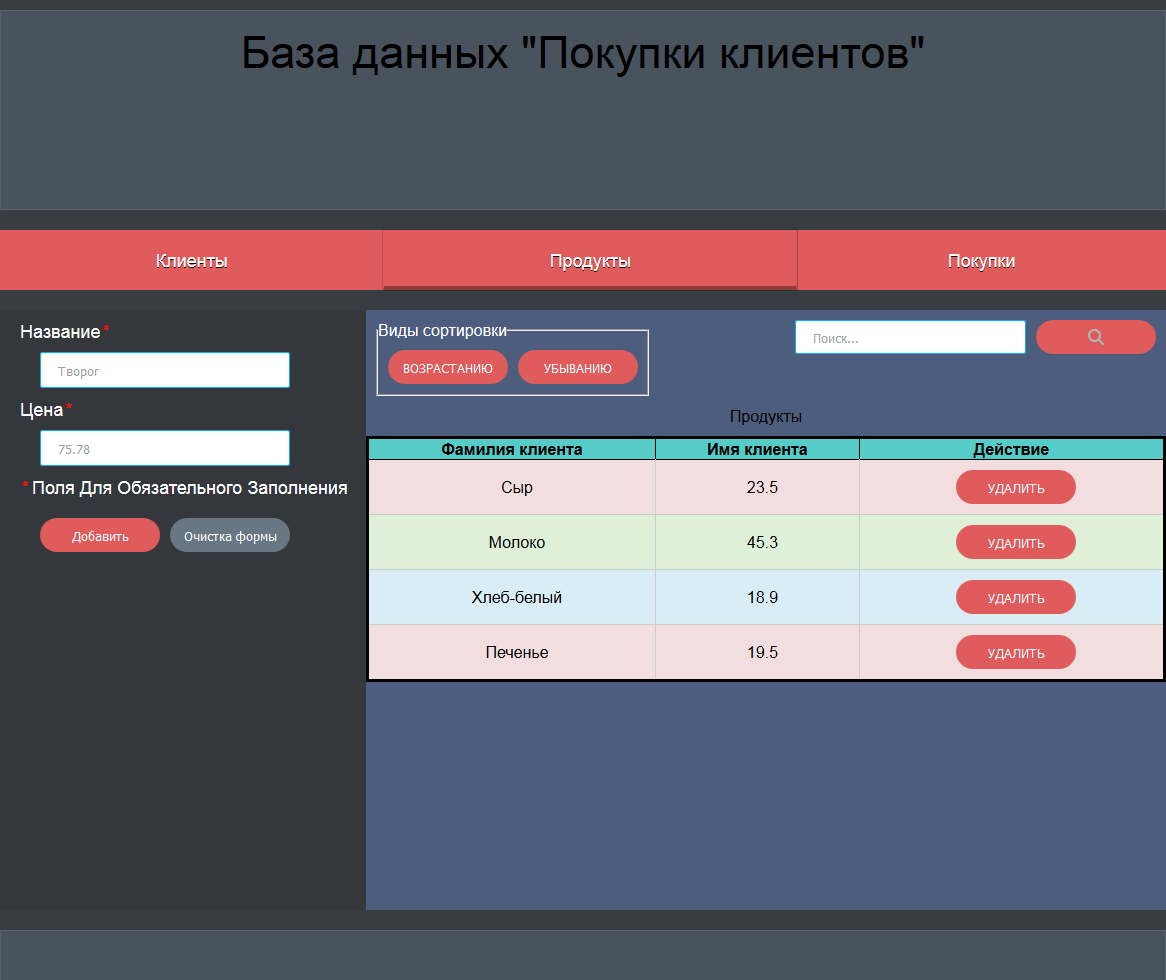 База данных "Покупки клиентов"
Клиенты Продукты Покупки
Название*
Творог
Цена*
75.78
*Поля Для Обязательного Заполнения
Добавить Очистка формы
Виды сортировки
ВОЗРАСТАНИЮ УБЫВАНИЮ
Поиск...
Продукты
Фамилия клиента Имя клиента Действие
Сыр 23.5 УДАЛИТЬ
Молоко 45.3 УДАЛИТЬ
Хлеб-белый 18.9 УДАЛИТЬ
Печенье 19.5 УДАЛИТЬ